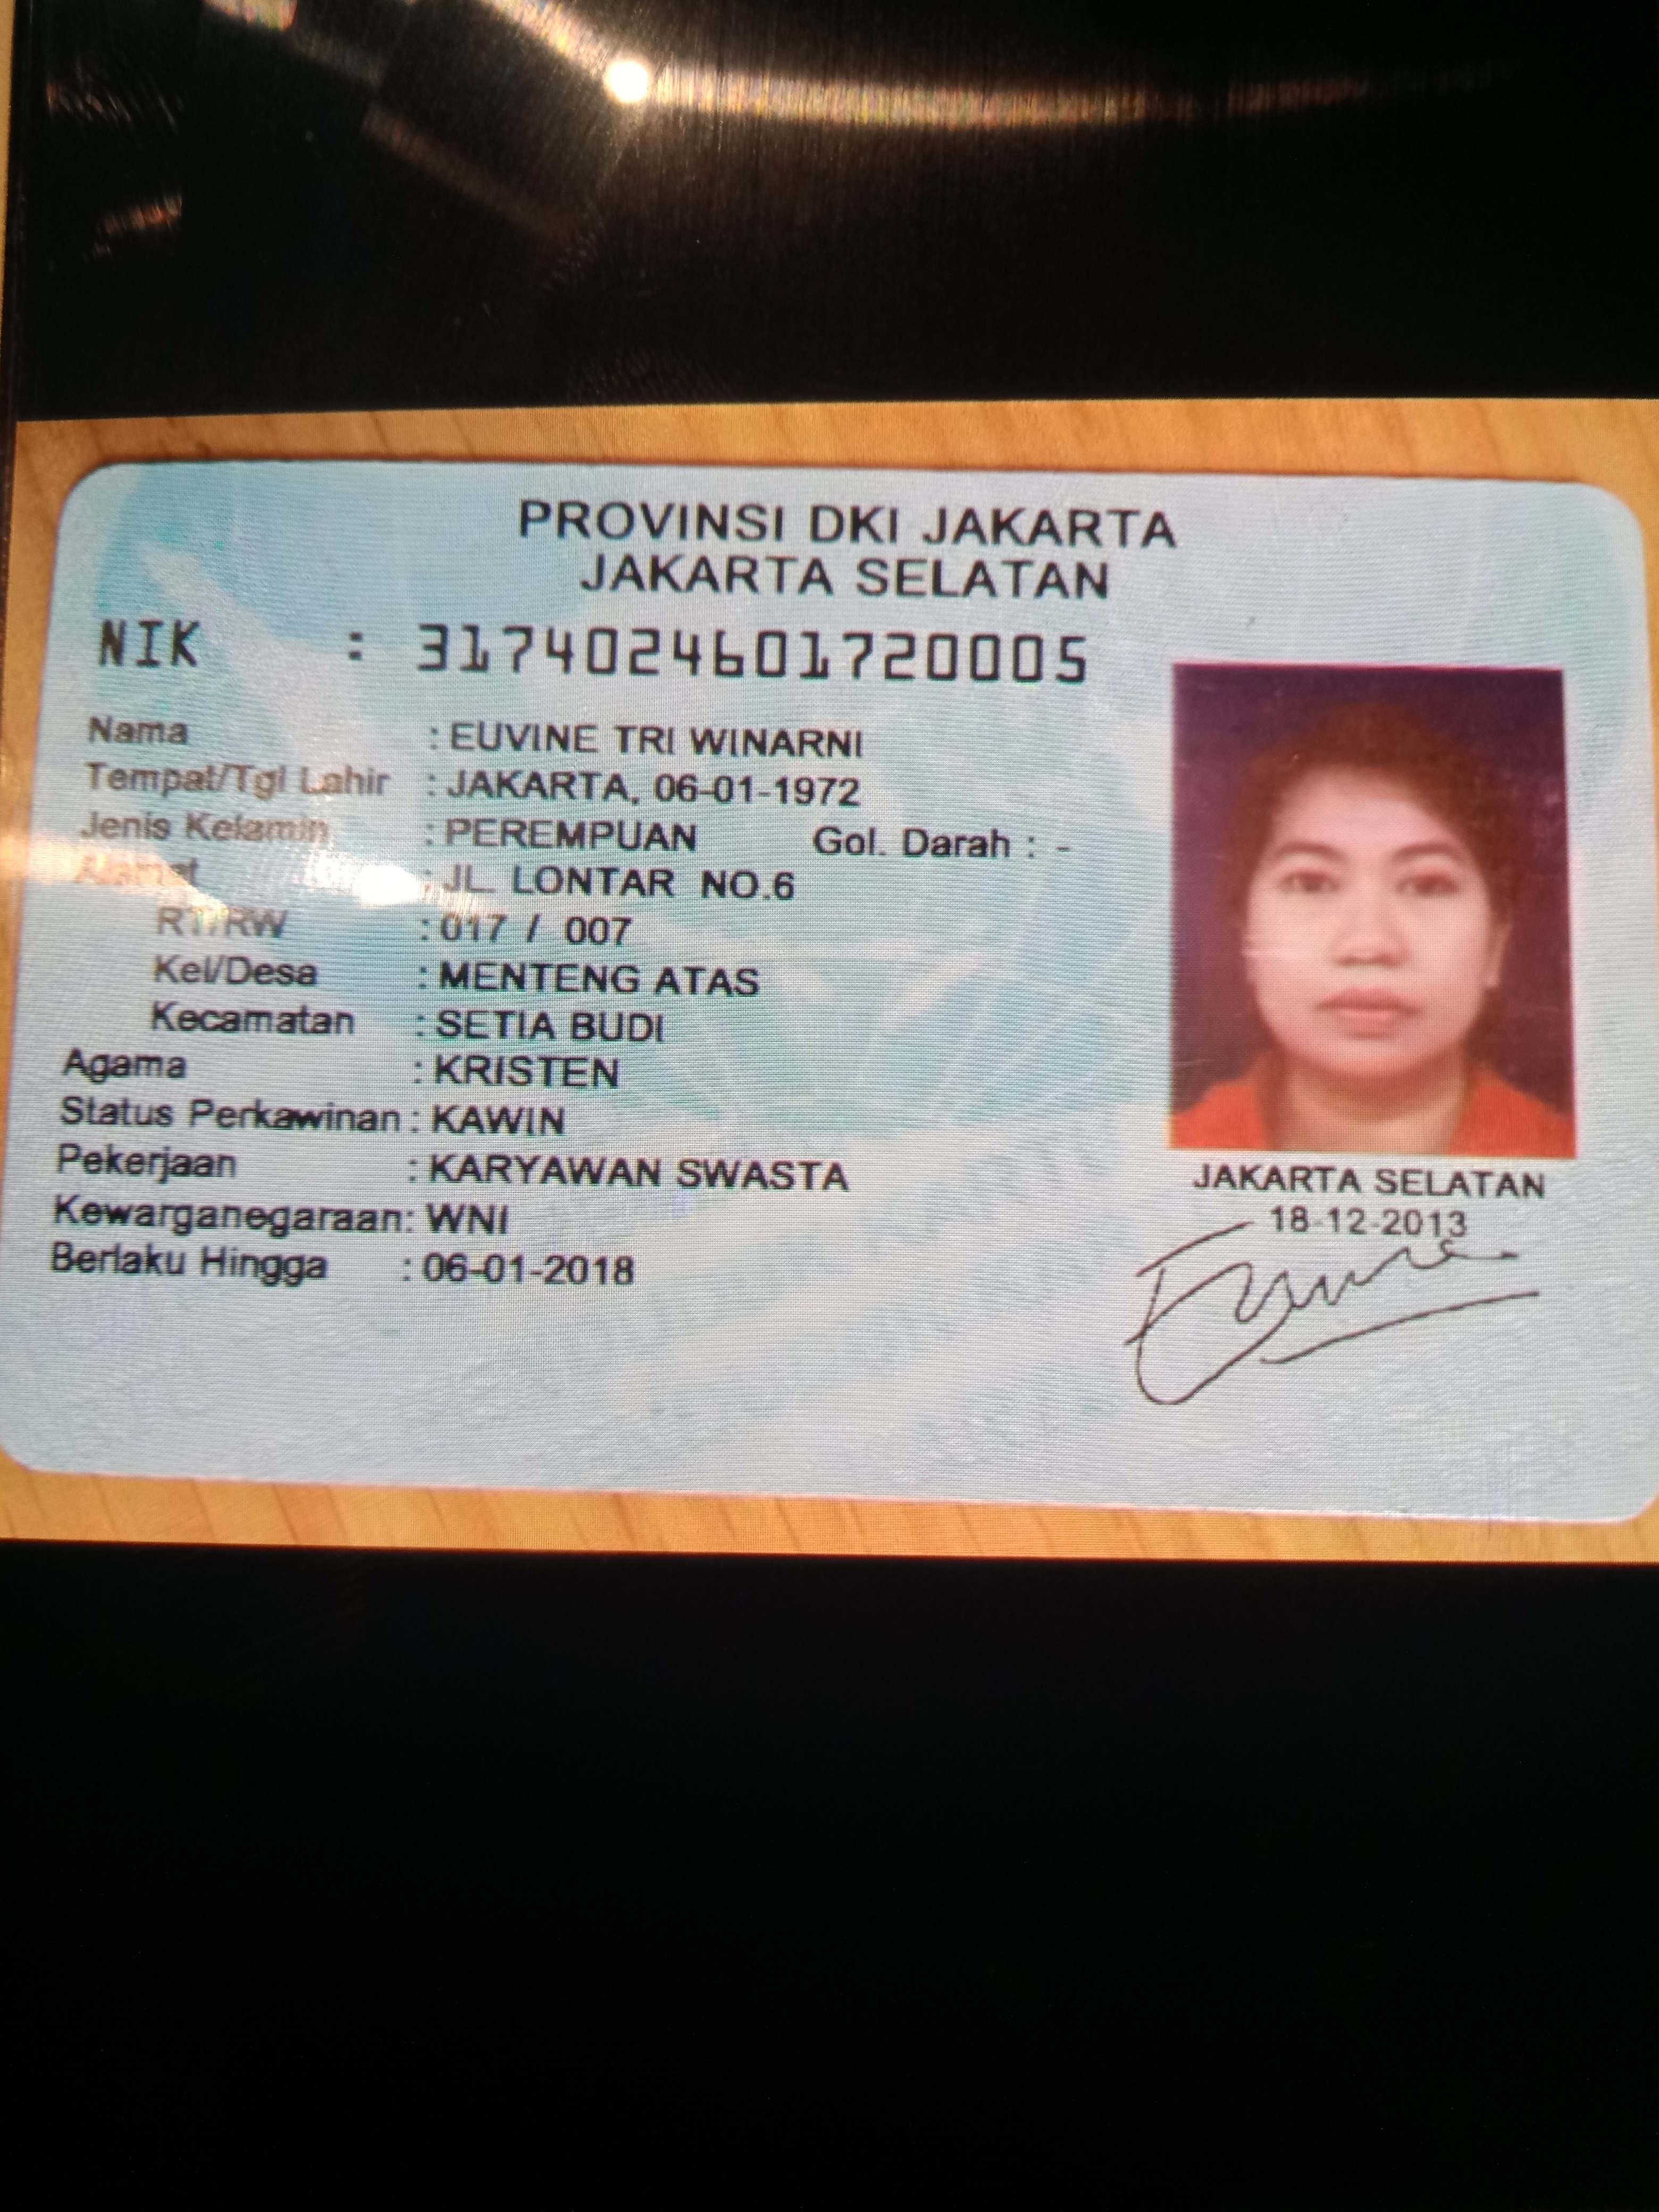 PROVINSI DKI JAKARTA
JAKARTA SELATAN
NIK : 3174024601720005
Nama : EUVINE TRI WINARNI
Tempat/Tgl Lahir : JAKARTA, 06-01-1972
Jenis Kelamin : PEREMPUAN Gol. Darah : -
Alamat : JL. LONTAR NO.6
RT/RW : 017 / 007
Kel/Desa : MENTENG ATAS
Kecamatan : SETIA BUDI
Agama : KRISTEN
Status Perkawinan : KAWIN
Pekerjaan : KARYAWAN SWASTA
Kewarganegaraan: WNI
Berlaku Hingga : 06-01-2018
JAKARTA SELATAN
18-12-2013